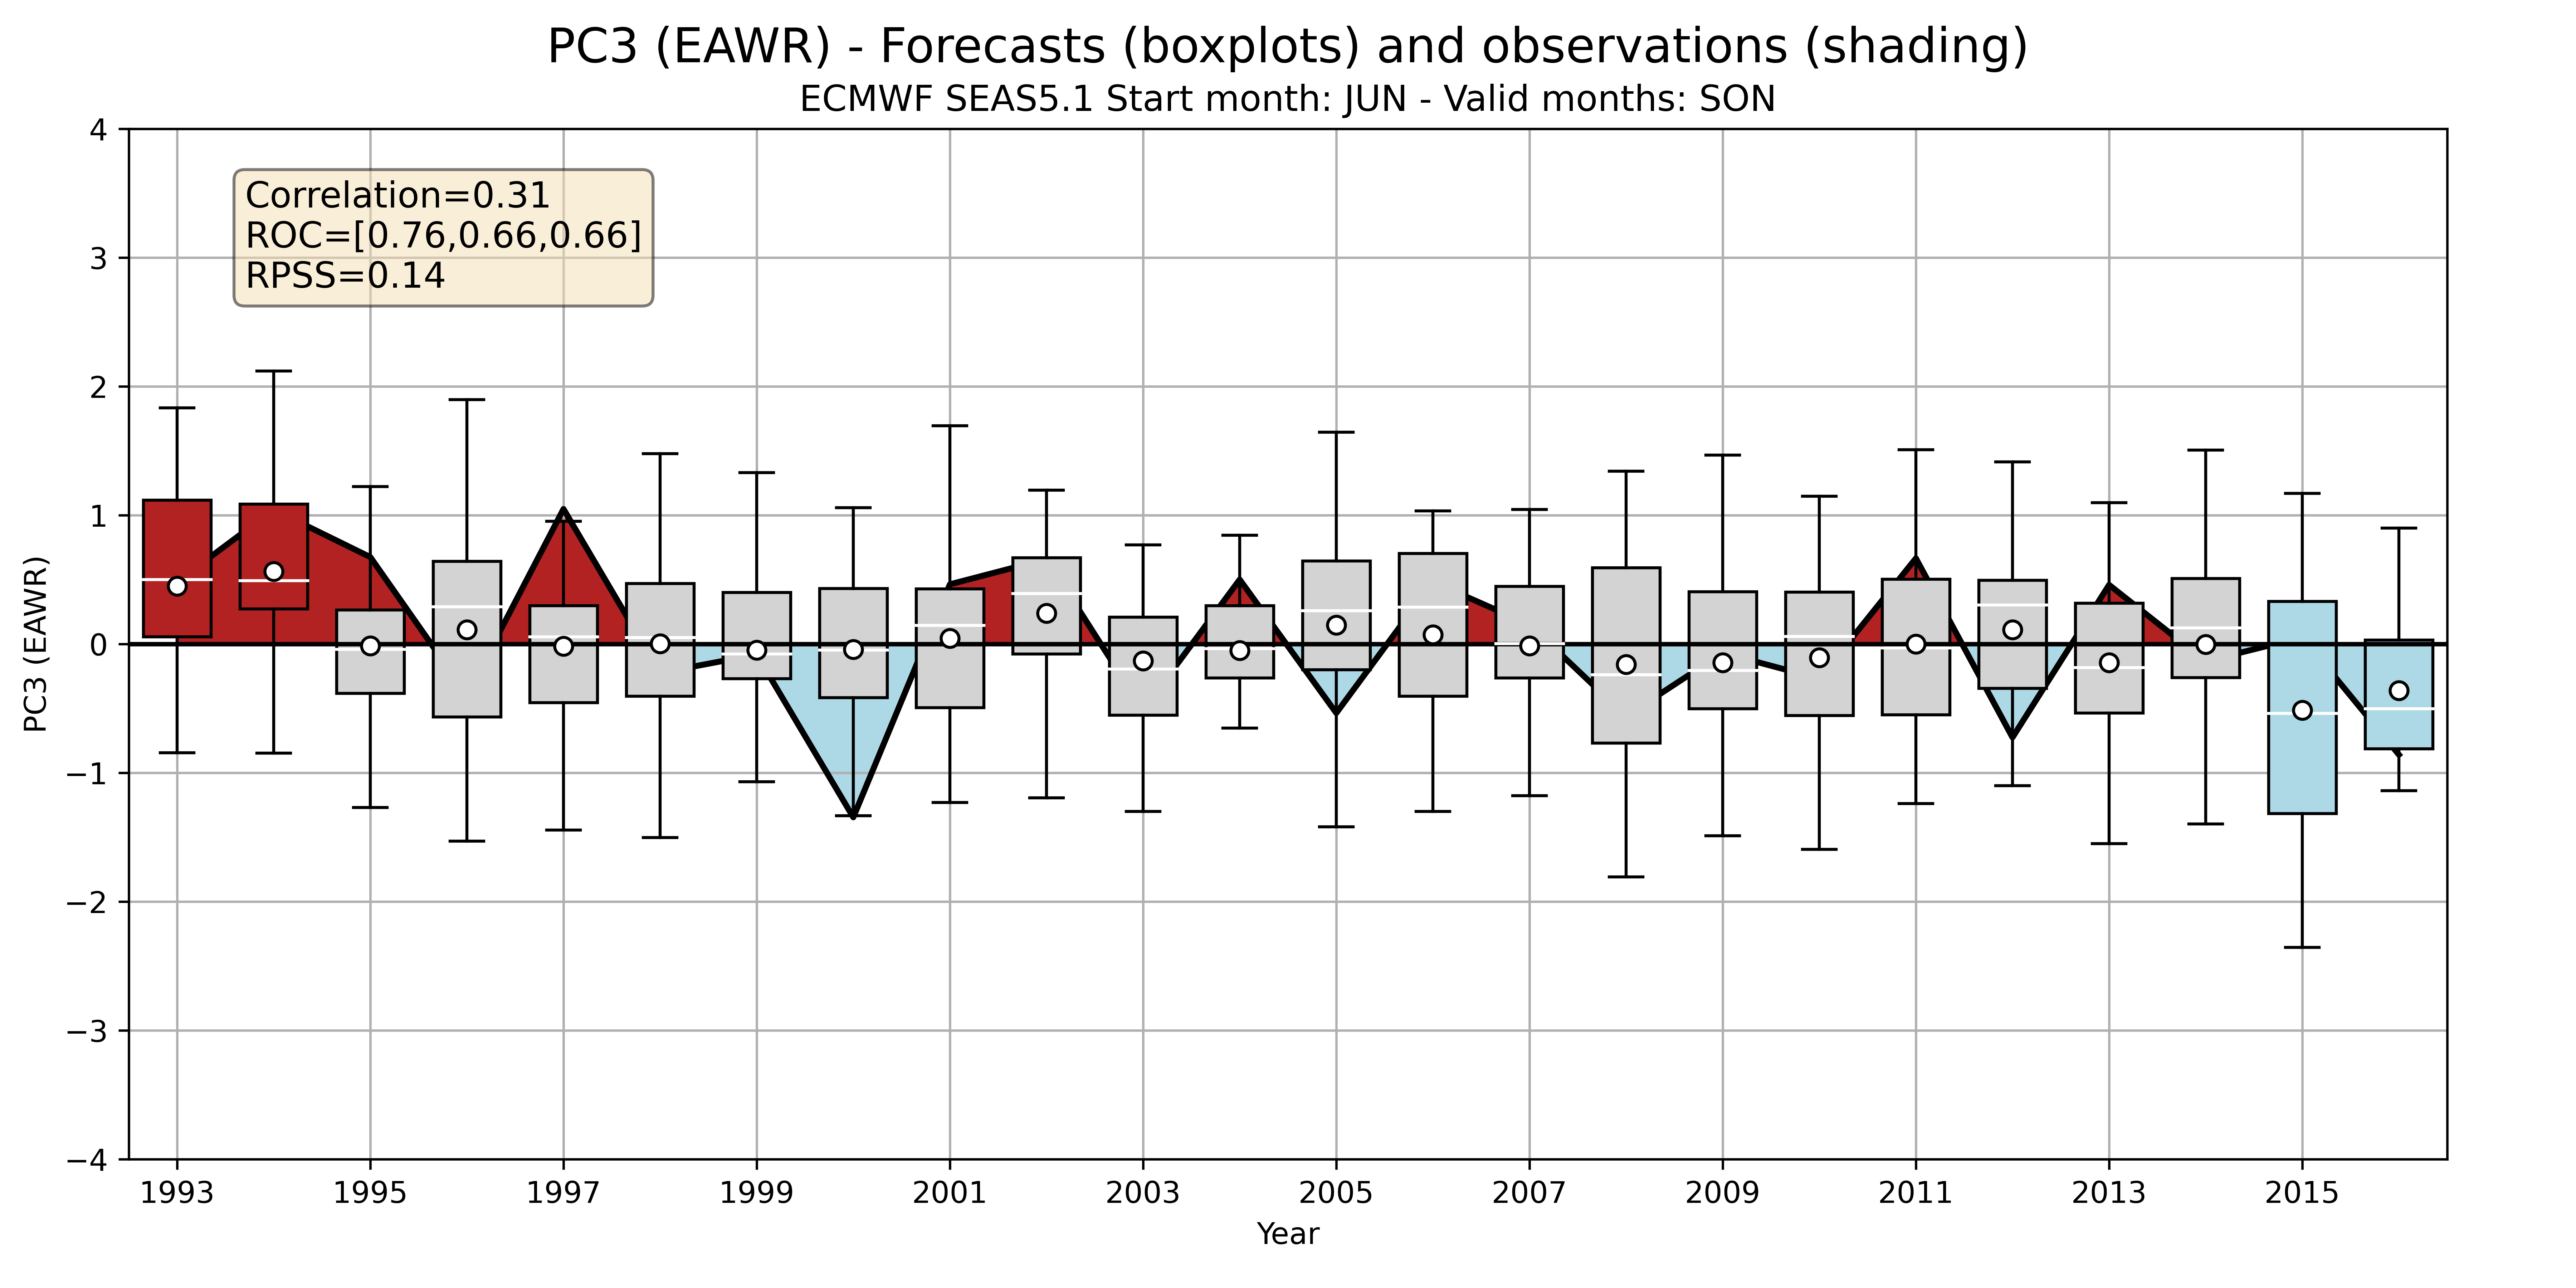 PC3 (EAWR) - Forecasts (boxplots) and observations (shading)
ECMWF SEAS5.1 Start month: JUN - Valid months: SON
Correlation=0.31
ROC=[0.76,0.66,0.66]
RPSS=0.14
PC3 (EAWR)
4
3
2
1
0
−1
−2
−3
−4
1993 1995 1997 1999 2001 2003 2005 2007 2009 2011 2013 2015
Year